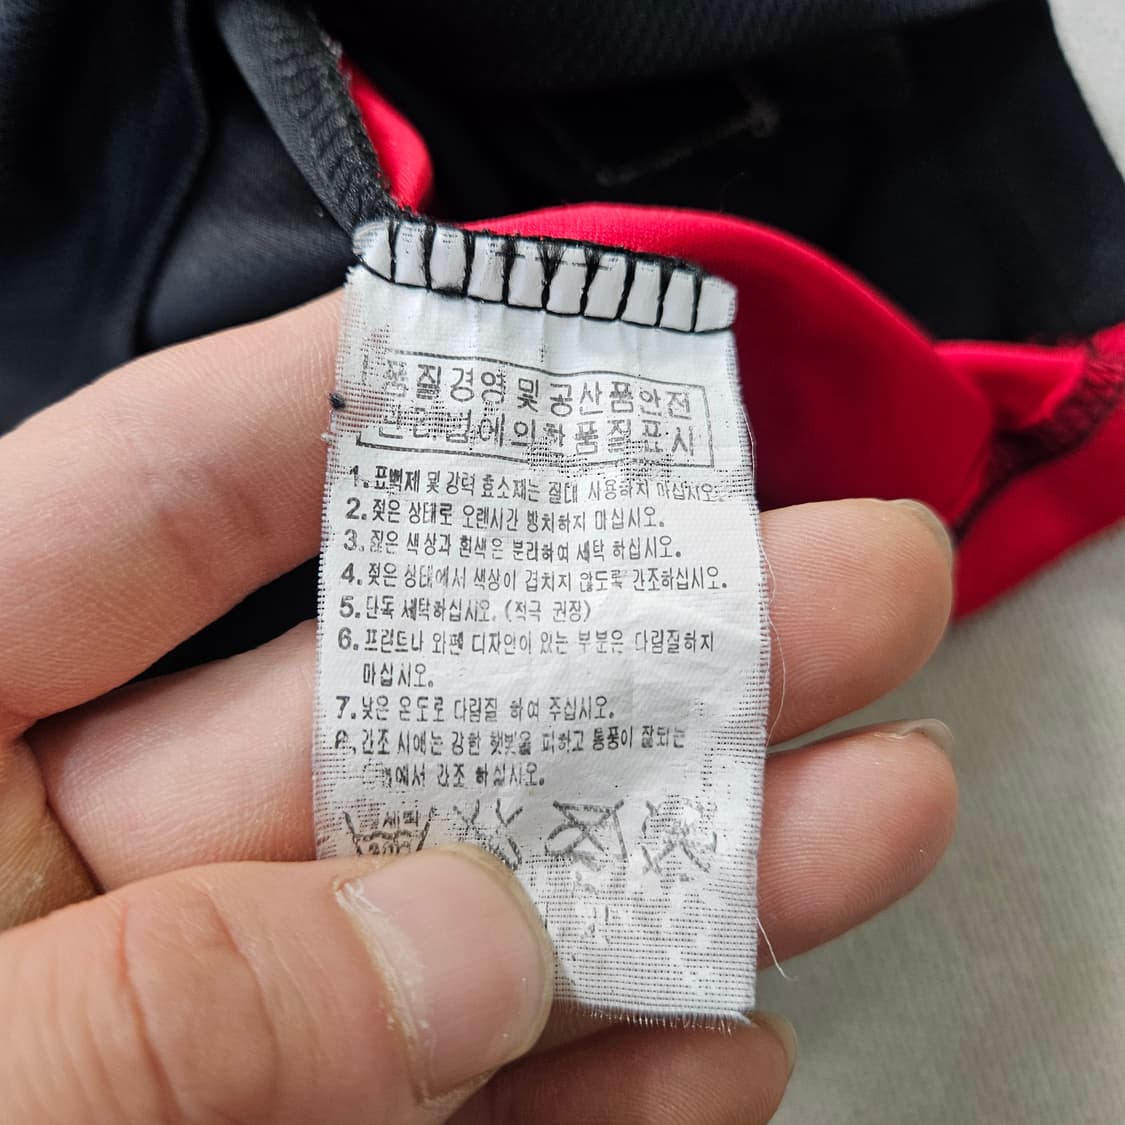 품질경영 및 공산품안전
관리법에의한 품질표시
1. 표백제 및 강력 효소제는 절대 사용하지 마십시오.
2. 젖은 상태로 오랜시간 방치하지 마십시오.
3. 짙은 색상과 흰색은 분리하여 세탁 하십시오.
4. 젖은 상태에서 색상이 겹치지 않도록 건조하십시오.
5. 단독 세탁하십시오. (적극 권장)
6. 프린트나 와펜 디자인이 있는 부분은 다림질하지
마십시오.
7. 낮은 온도로 다림질 하여 주십시오.
8. 건조 시에는 강한 햇빛을 피하고 통풍이 잘되는
건조 하십시오.